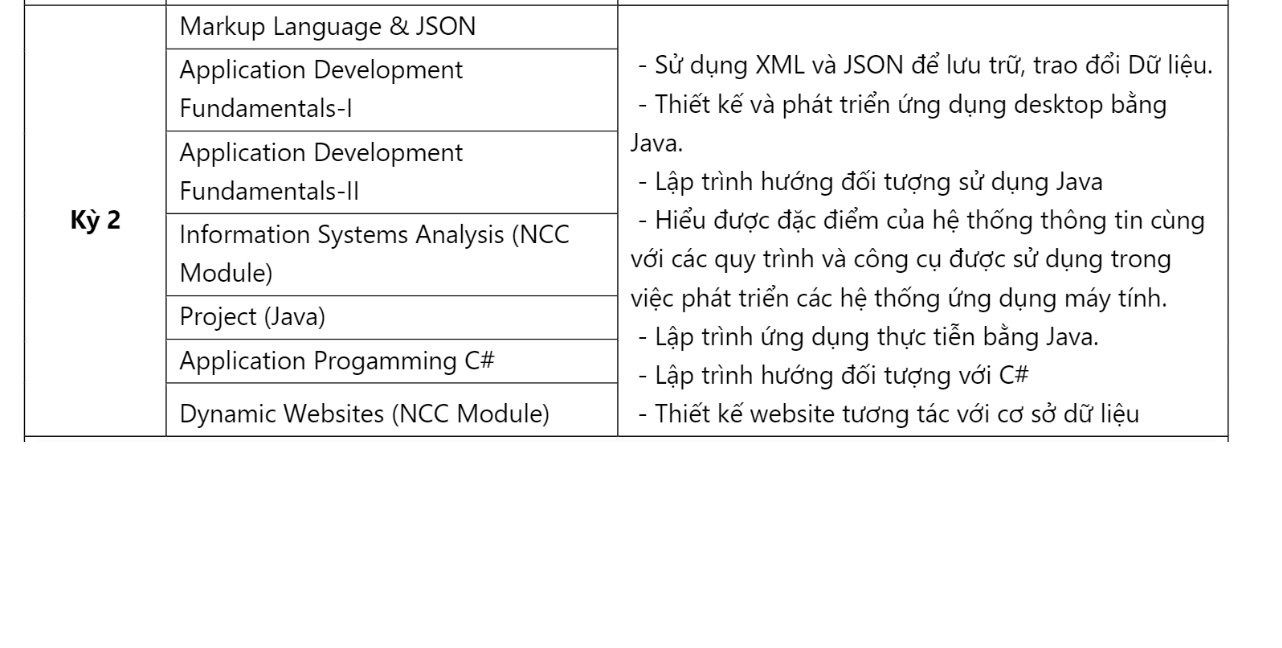 Kỳ 2
Markup Language & JSON
Application Development
Fundamentals-I
Application Development
Fundamentals-II
Information Systems Analysis (NCC
Module)
Project (Java)
Application Progamming C#
Dynamic Websites (NCC Module)
- Sử dụng XML và JSON để lưu trữ, trao đổi Dữ liệu.
- Thiết kế và phát triển ứng dụng desktop bằng
Java.
- Lập trình hướng đối tượng sử dụng Java
- Hiểu được đặc điểm của hệ thống thông tin cùng
với các quy trình và công cụ được sử dụng trong
việc phát triển các hệ thống ứng dụng máy tính.
- Lập trình ứng dụng thực tiễn bằng Java.
- Lập trình hướng đối tượng với C#
- Thiết kế website tương tác với cơ sở dữ liệu